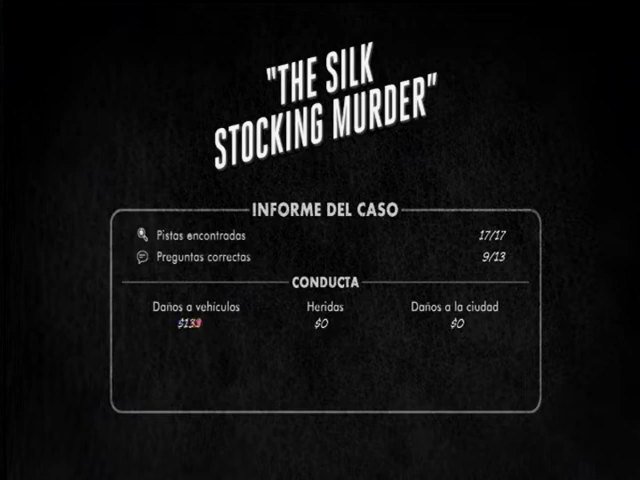 "THE SILK
STOCKING MURDER"
INFORME DEL CASO
Pistas encontradas 17/17
Preguntas correctas 9/13
CONDUCTA
Daños a vehículos Heridas Daños a la ciudad
$133 $0 $0